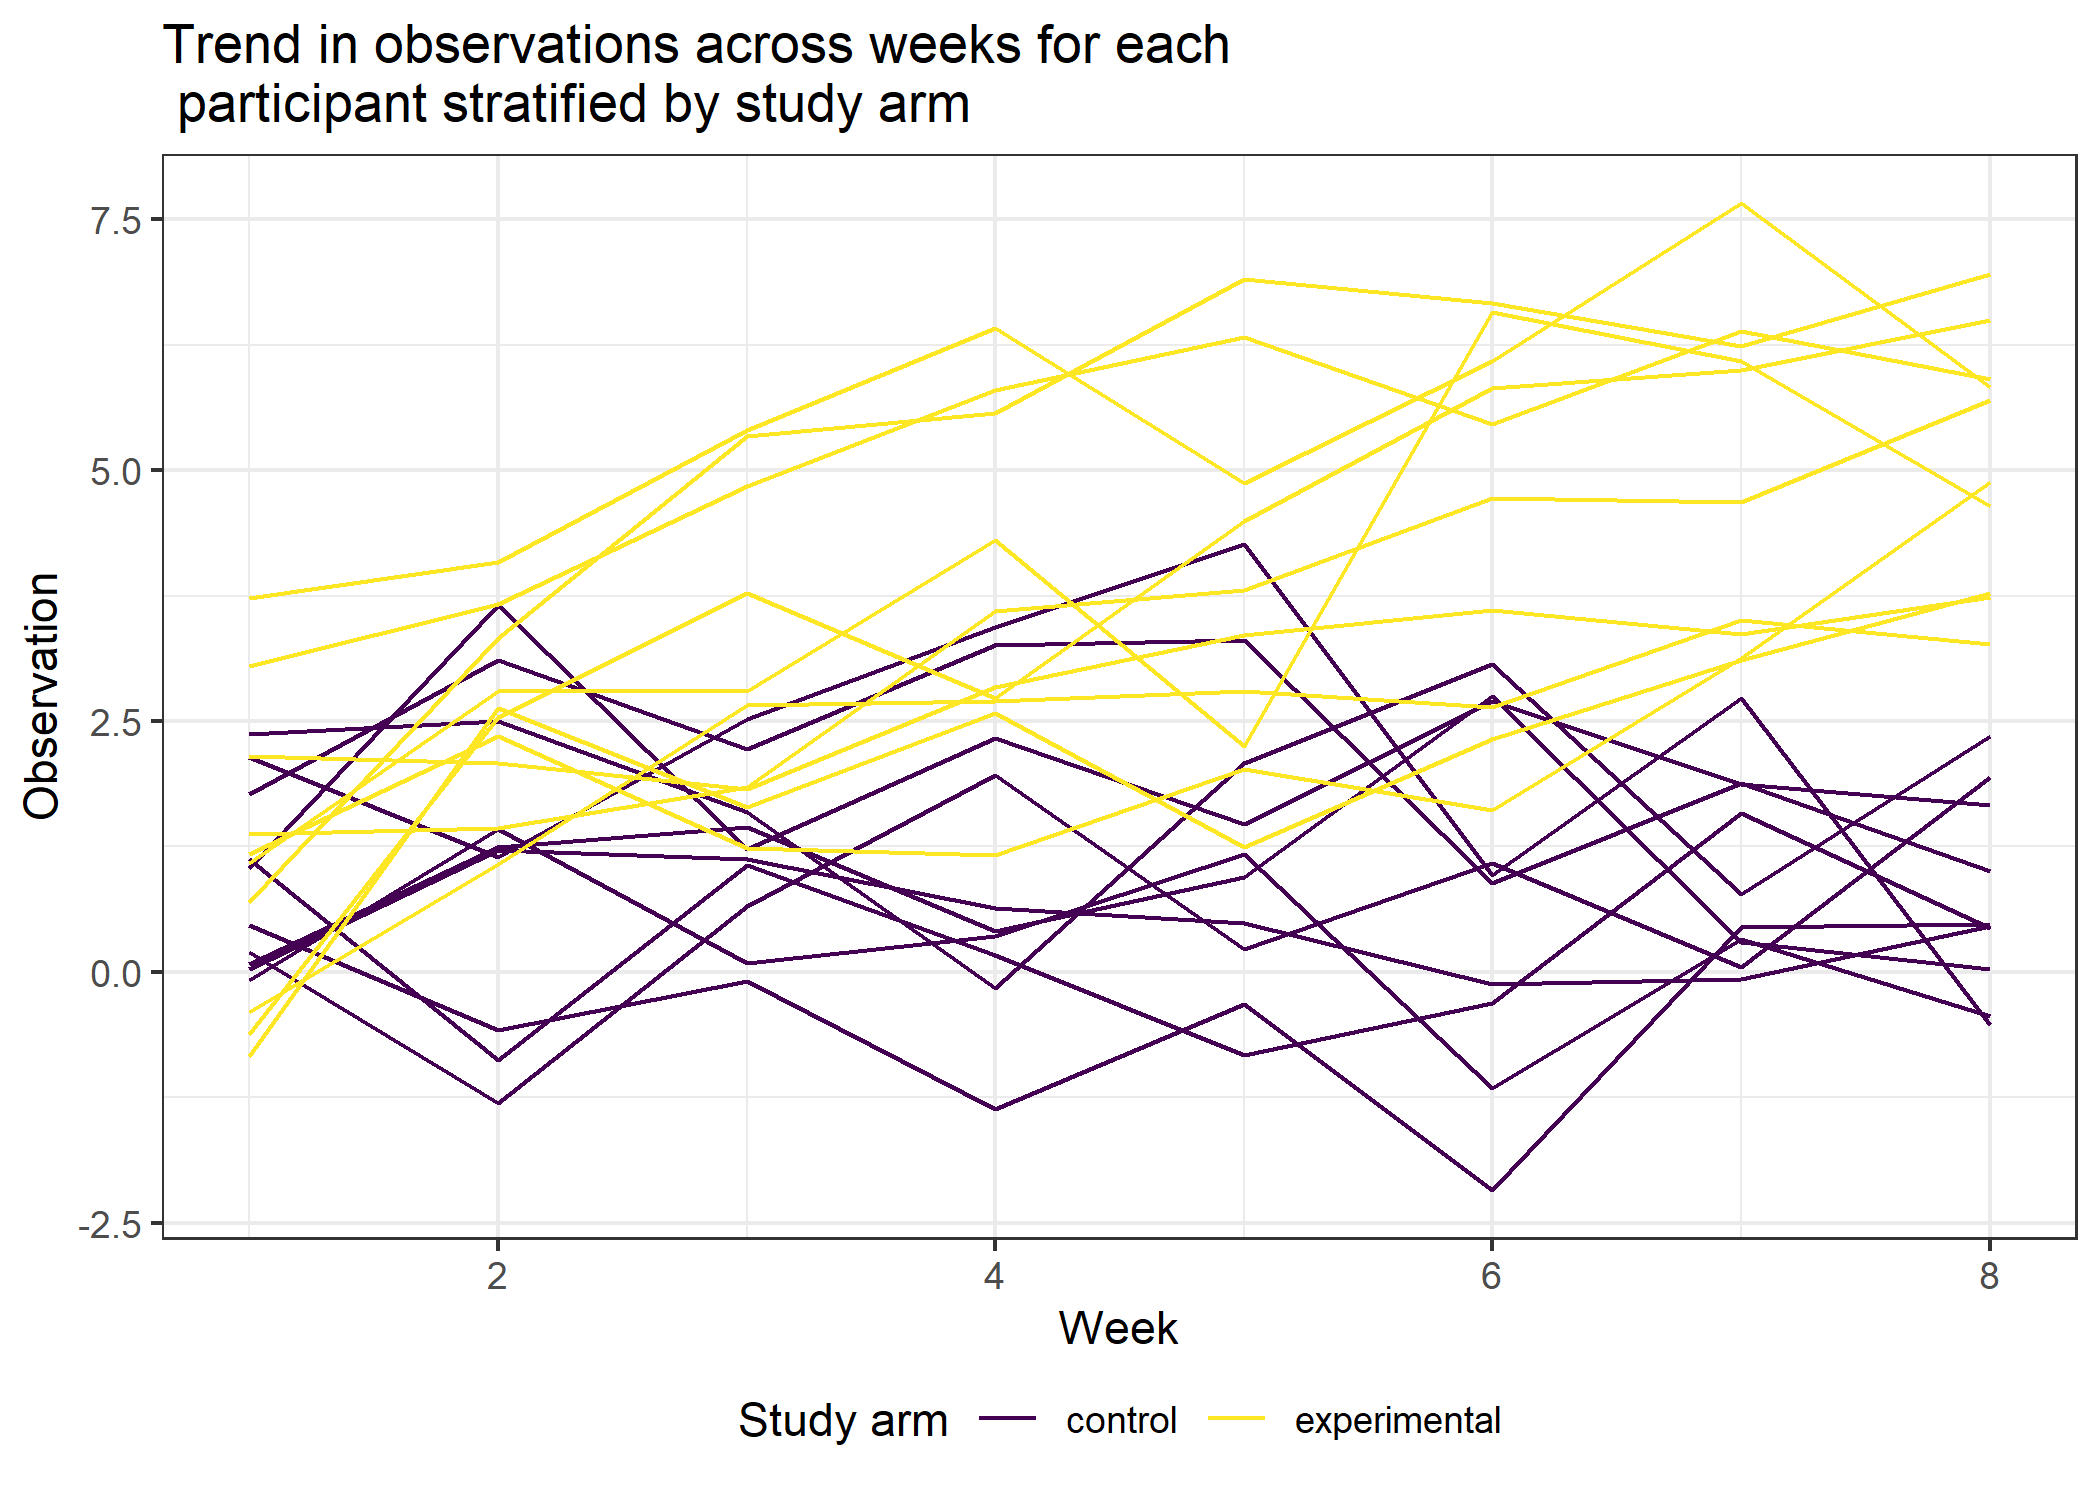 Trend in observations across weeks for each
participant stratified by study arm
7.5
5.0
2.5
0.0
-2.5
Observation
2 4 6 8
Week
Study arm control experimental